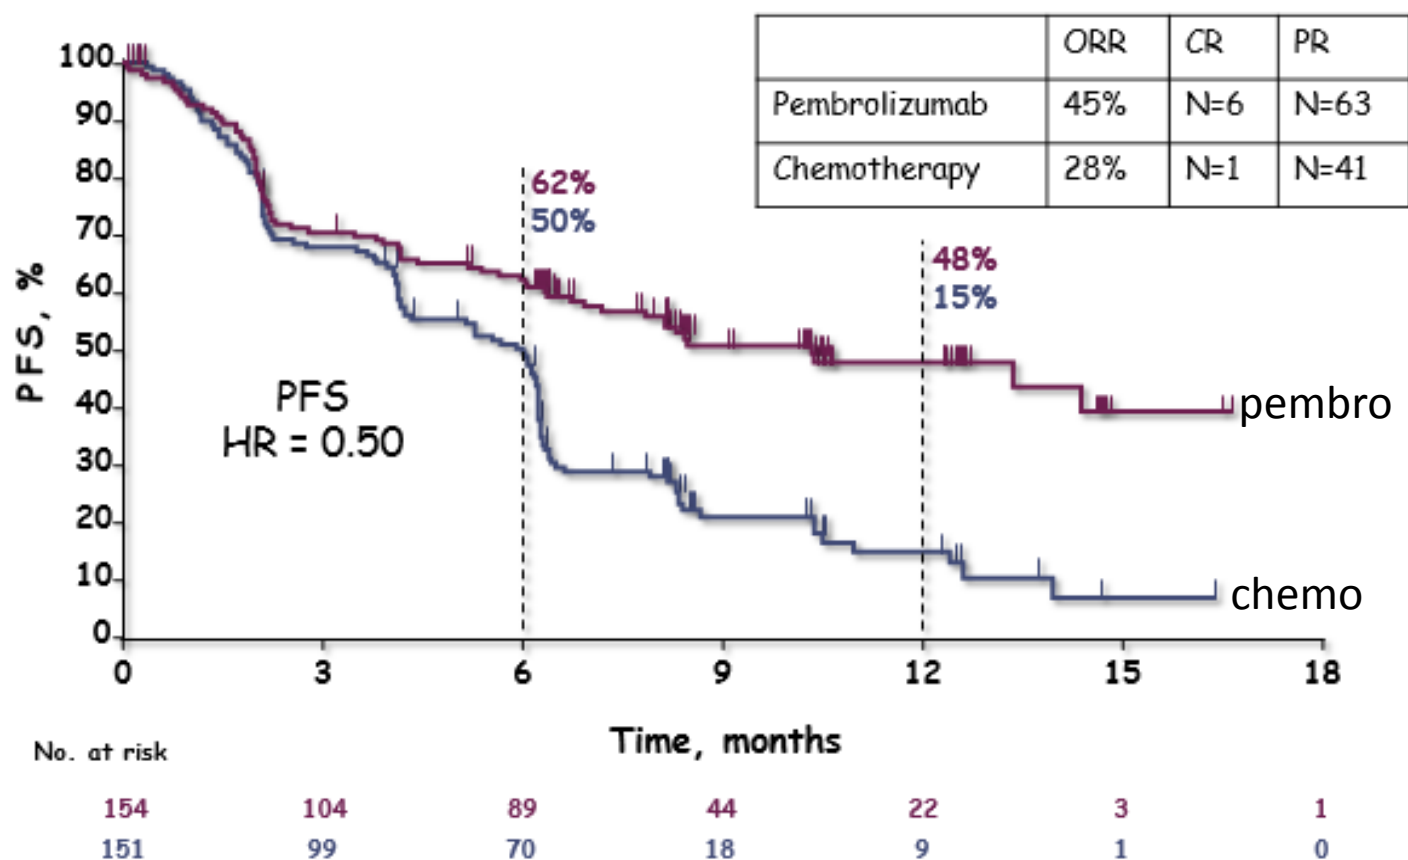 ORR CR PR
Pembrolizumab 45% N=6 N=63
Chemotherapy 28% N=1 N=41
PFS, %
100
90
80
70
60
50
40
30
20
10
0
62%
50%
48%
15%
PFS
HR = 0.50
pembro
chemo
0 3 6 9 12 15 18
Time, months
No. at risk
154 104 89 44 22 3 1
151 99 70 18 9 1 0